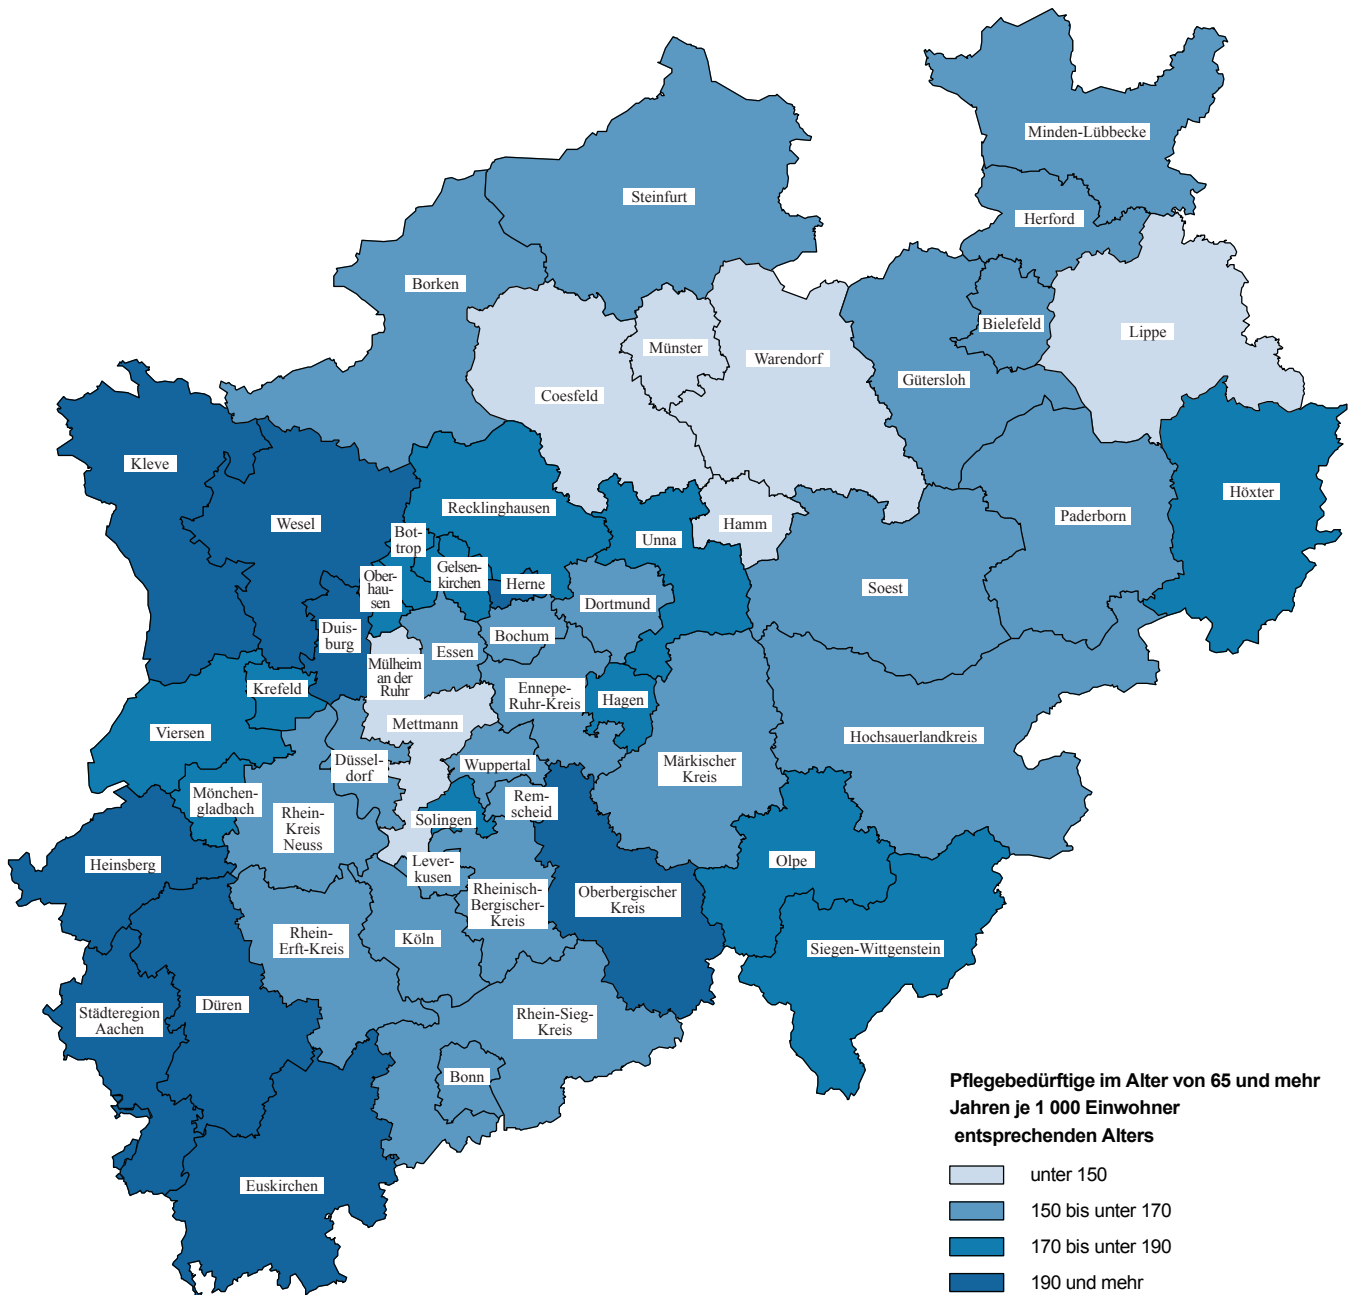 Minden-Lübbecke
Steinfurt
Herford
Borken
Bielefeld
Lippe
Münster
Warendorf
Gütersloh
Coesfeld
Kleve
Höxter
Recklinghausen
Paderborn
Wesel
Hamm
Unna
Bot-
trop
Gelsen-
kirchen
Ober-
hau-
sen
Herne
Soest
Dortmund
Duis-
burg
Bochum
Essen
Mülheim
an der
Ruhr
Krefeld
Ennepe-
Ruhr-Kreis
Hagen
Mettmann
Viersen
Hochsauerlandkreis
Düssel-
dorf
Wuppertal
Märkischer
Kreis
Mönchen-
gladbach
Rem-
scheid
Rhein-
Kreis
Neuss
Solingen
Heinsberg
Lever-
kusen
Olpe
Rheinisch-
Bergischer-
Kreis
Oberbergischer
Kreis
Rhein-
Erft-Kreis
Köln
Siegen-Wittgenstein
Düren
Städteregion
Aachen
Rhein-Sieg-
Kreis
Bonn
Euskirchen
Pflegebedürftige im Alter von 65 und mehr
Jahren je 1 000 Einwohner
entsprechenden Alters
unter 150
150 bis unter 170
170 bis unter 190
190 und mehr